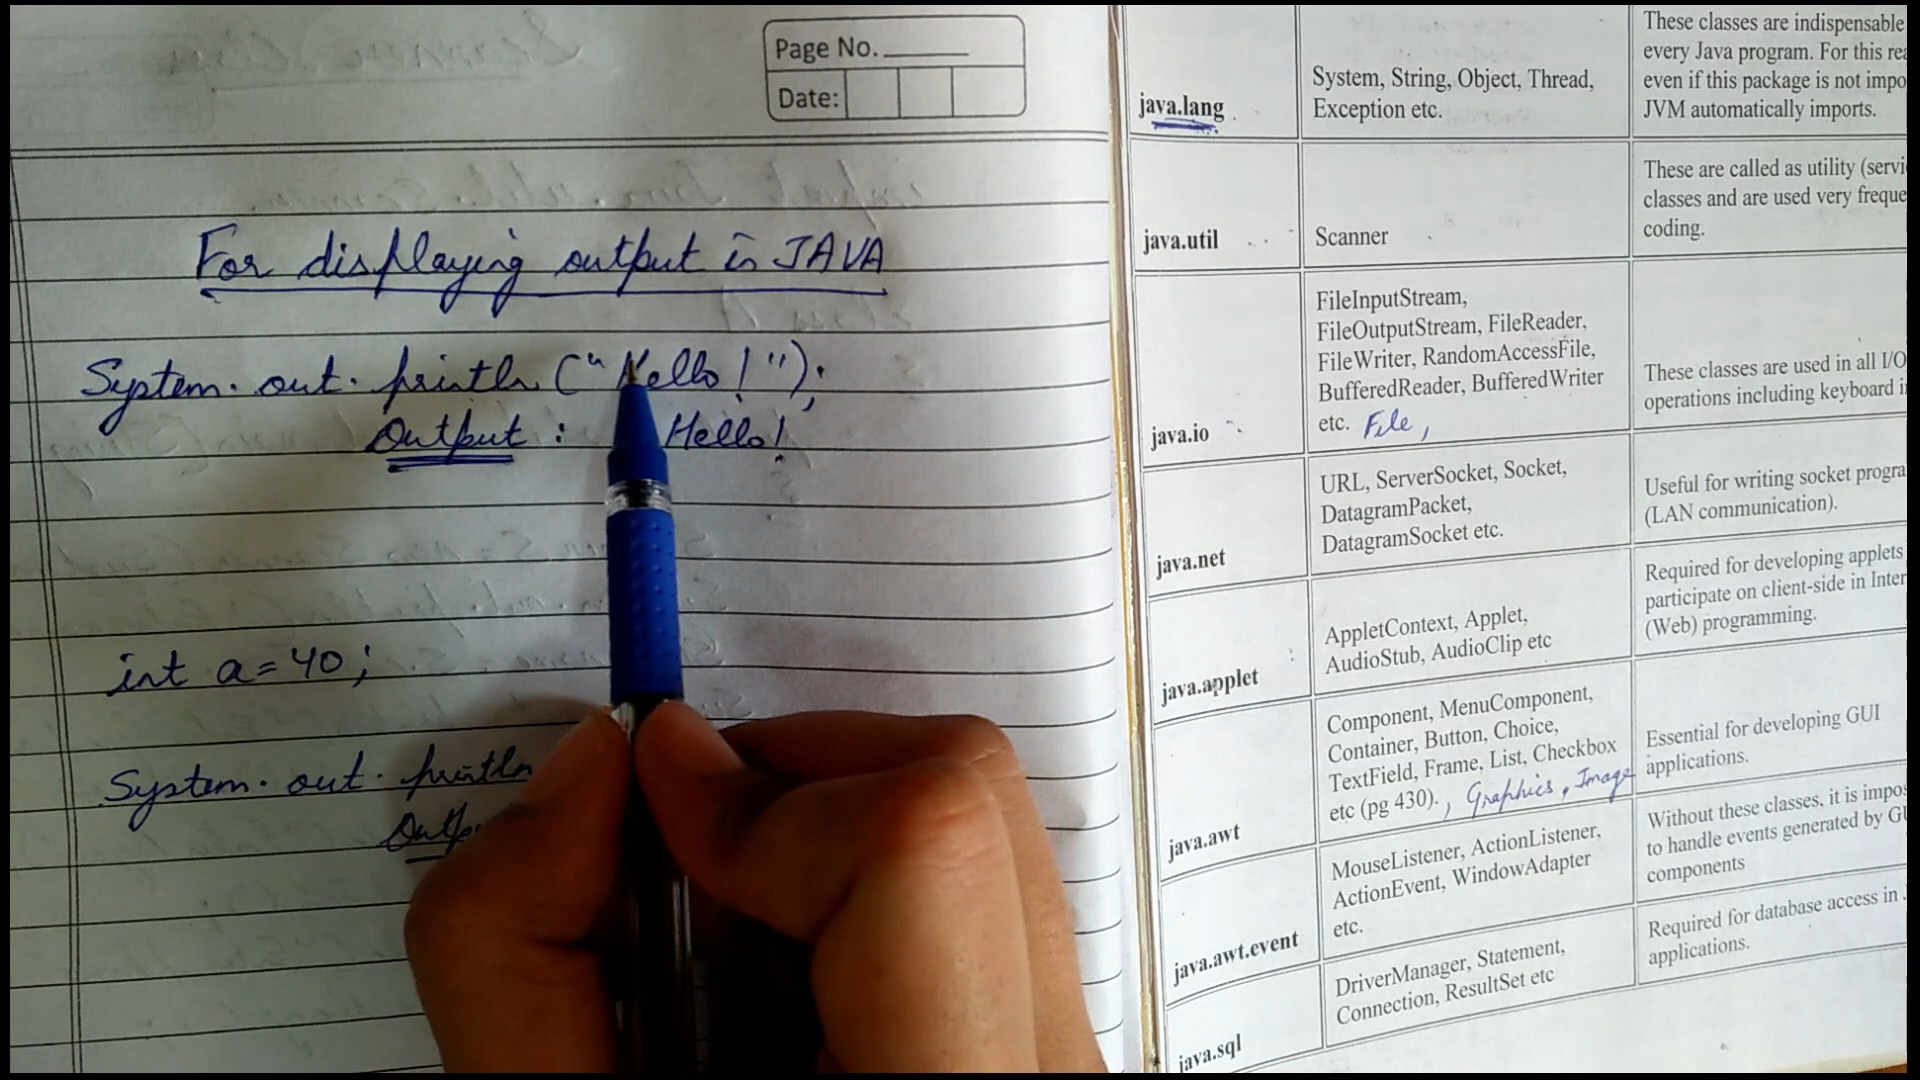 Page No.
Date:
For displaying output in JAVA
System.out.println ("Hello!");
Output : Hello!
int a=40;
System.out.println
java.lang
System, String, Object, Thread,
Exception etc.
These classes are indispensable
every Java program. For this
even if this package is not
JVM automatically imports.
java.util
Scanner
These are called as utility
classes and are used very
coding.
java.io
FileInputStream,
FileOutputStream, FileReader,
FileWriter, RandomAccessFile,
BufferedReader, BufferedWriter
etc. File,
These classes are used in all I/O
operations including keyboard
java.net
URL, ServerSocket, Socket,
DatagramPacket,
DatagramSocket etc.
Useful for writing socket
(LAN communication).
java.applet
AppletContext, Applet,
AudioStub, AudioClip etc
Required for developing applets
participate on client-side in
(Web) programming.
java.awt
Component, MenuComponent,
Container, Button, Choice,
TextField, Frame, List, Checkbox
etc (pg 430)., Graphics, Image
Essential for developing GUI
applications.
java.awt.event
MouseListener, ActionListener,
ActionEvent, WindowAdapter
etc.
Without these classes, it is
to handle events generated by
components
java.sql
DriverManager, Statement,
Connection, ResultSet etc
Required for database access in
applications.